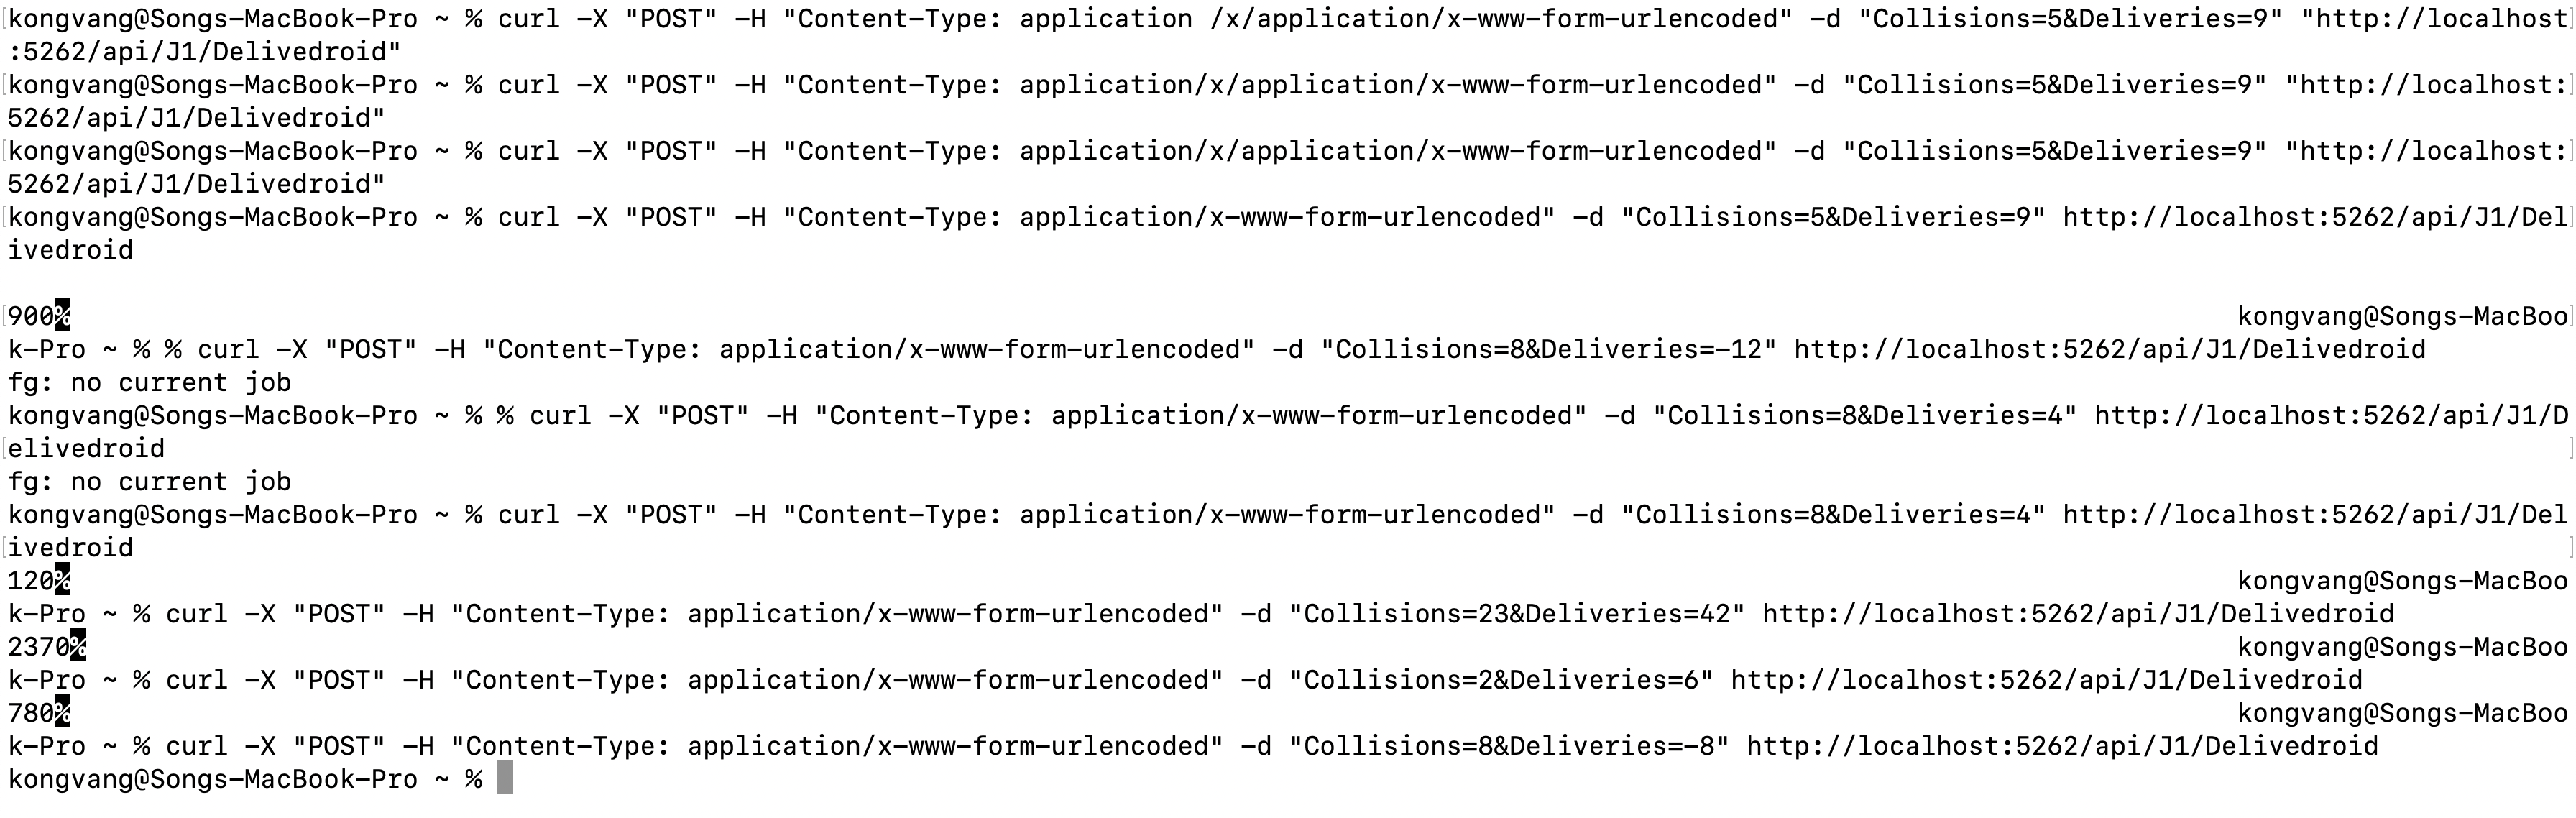 [kongvang@Songs-MacBook-Pro ~ % curl -X "POST" -H "Content-Type: application /x/application/x-www-form-urlencoded" -d "Collisions=5&Deliveries=9" "http://localhost]
:5262/api/J1/Delivedroid"
[kongvang@Songs-MacBook-Pro ~ % curl -X "POST" -H "Content-Type: application/x/application/x-www-form-urlencoded" -d "Collisions=5&Deliveries=9" "http://localhost:]
5262/api/J1/Delivedroid"
[kongvang@Songs-MacBook-Pro ~ % curl -X "POST" -H "Content-Type: application/x/application/x-www-form-urlencoded" -d "Collisions=5&Deliveries=9" "http://localhost:]
5262/api/J1/Delivedroid"
[kongvang@Songs-MacBook-Pro ~ % curl -X "POST" -H "Content-Type: application/x-www-form-urlencoded" -d "Collisions=5&Deliveries=9" http://localhost:5262/api/J1/Del]
ivedroid
[900% kongvang@Songs-MacBoo]
k-Pro ~ % % curl -X "POST" -H "Content-Type: application/x-www-form-urlencoded" -d "Collisions=8&Deliveries=-12" http://localhost:5262/api/J1/Delivedroid
fg: no current job
kongvang@Songs-MacBook-Pro ~ % % curl -X "POST" -H "Content-Type: application/x-www-form-urlencoded" -d "Collisions=8&Deliveries=4" http://localhost:5262/api/J1/D
[elivedroid ]
fg: no current job
kongvang@Songs-MacBook-Pro ~ % curl -X "POST" -H "Content-Type: application/x-www-form-urlencoded" -d "Collisions=8&Deliveries=4" http://localhost:5262/api/J1/Del
[ivedroid ]
120% kongvang@Songs-MacBoo
k-Pro ~ % curl -X "POST" -H "Content-Type: application/x-www-form-urlencoded" -d "Collisions=23&Deliveries=42" http://localhost:5262/api/J1/Delivedroid
2370% kongvang@Songs-MacBoo
k-Pro ~ % curl -X "POST" -H "Content-Type: application/x-www-form-urlencoded" -d "Collisions=2&Deliveries=6" http://localhost:5262/api/J1/Delivedroid
780% kongvang@Songs-MacBoo
k-Pro ~ % curl -X "POST" -H "Content-Type: application/x-www-form-urlencoded" -d "Collisions=8&Deliveries=-8" http://localhost:5262/api/J1/Delivedroid
kongvang@Songs-MacBook-Pro ~ %